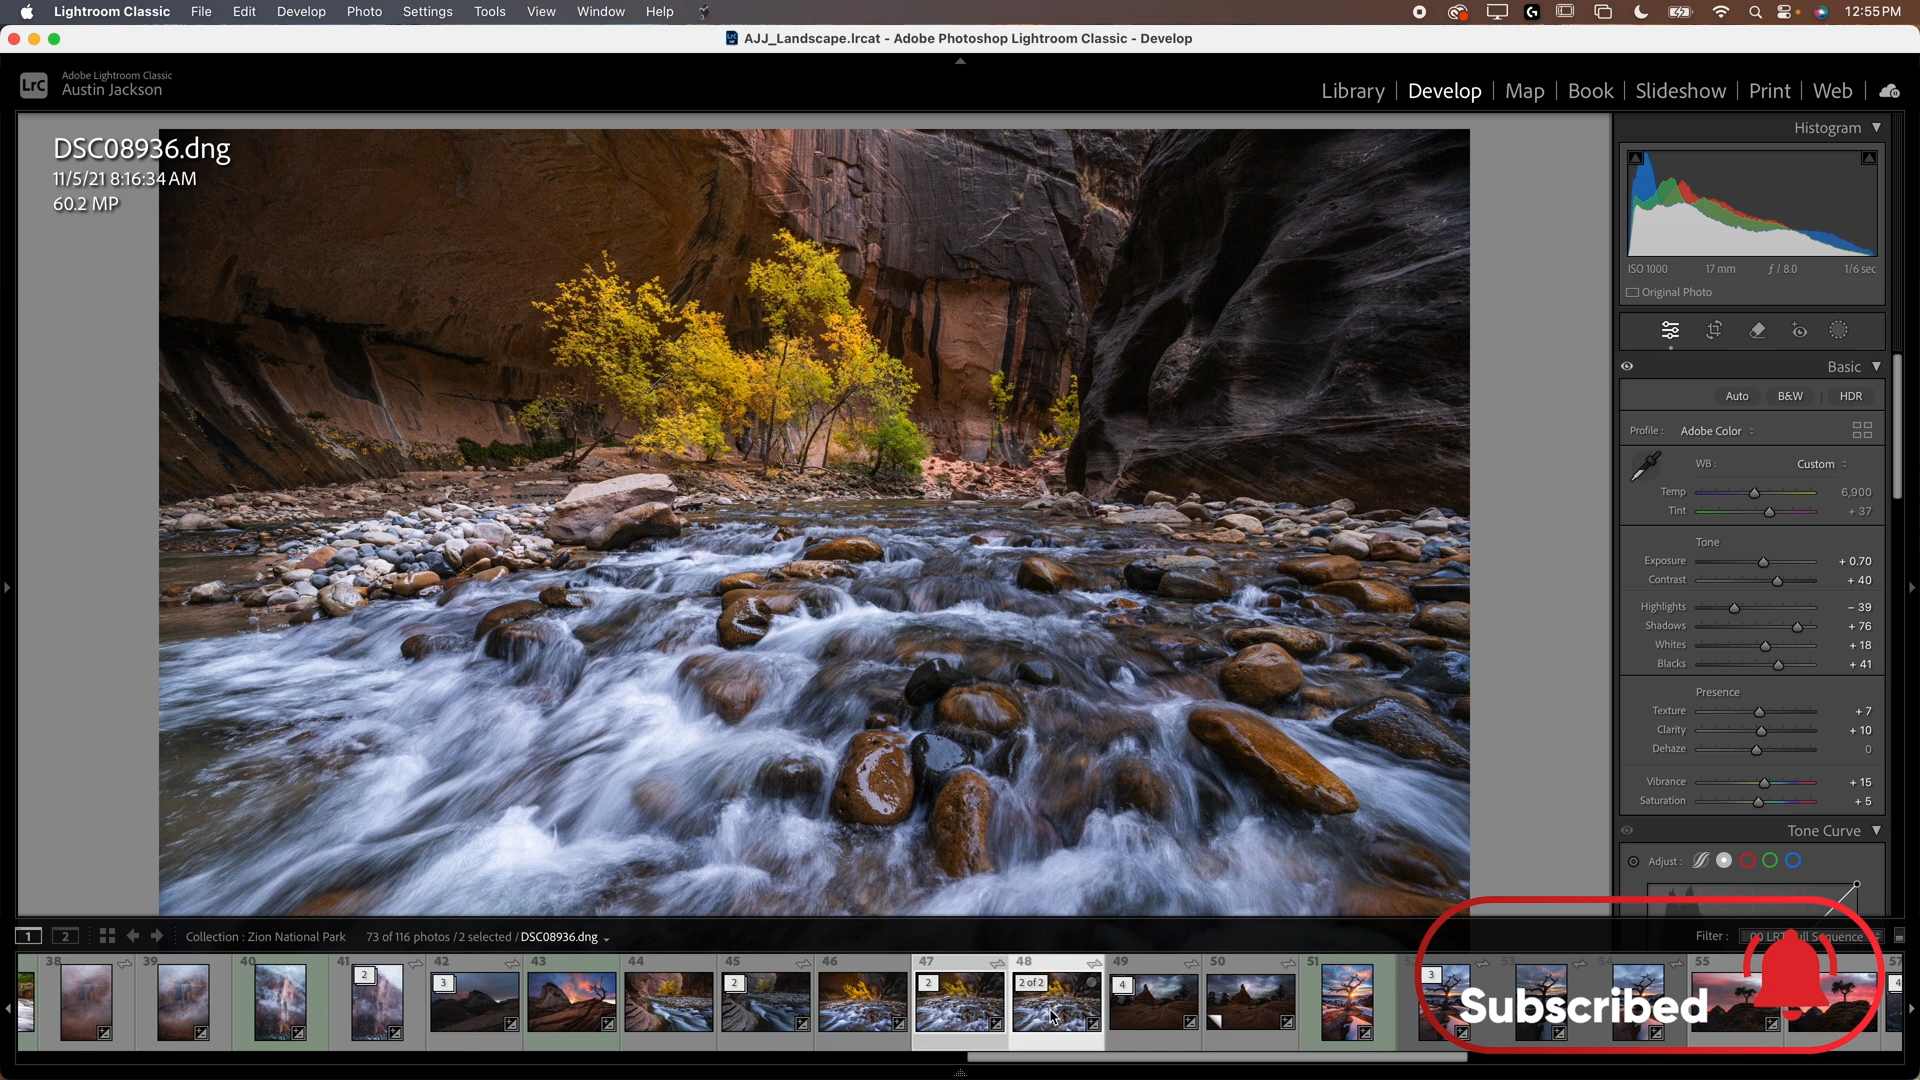 Lightroom Classic File Edit Develop Photo Settings Tools View Window Help 12:55 PM
AJJ_Landscape.lrcat - Adobe Photoshop Lightroom Classic - Develop
LrC Adobe Lightroom Classic
Austin Jackson
Library Develop Map Book Slideshow Print Web
DSC08936.dng
11/5/21 8:16:34 AM
60.2 MP
Histogram
ISO 1000 17 mm ƒ / 8.0 1/6 sec
Original Photo
Basic
Auto B&W HDR
Profile : Adobe Color
WB : Custom
Temp 6,900
Tint + 37
Tone
Exposure + 0.70
Contrast + 40
Highlights − 39
Shadows + 76
Whites + 18
Blacks + 41
Presence
Texture + 7
Clarity + 10
Dehaze 0
Vibrance + 15
Saturation + 5
Tone Curve
Adjust :
1 2 Collection : Zion National Park 73 of 116 photos / 2 selected / DSC08936.dng Filter :
38 39 40 41 42 43 44 45 46 47 48 49 50 51 54 55 57
2 3 2 2 2 of 2 4 3 4
Subscribed